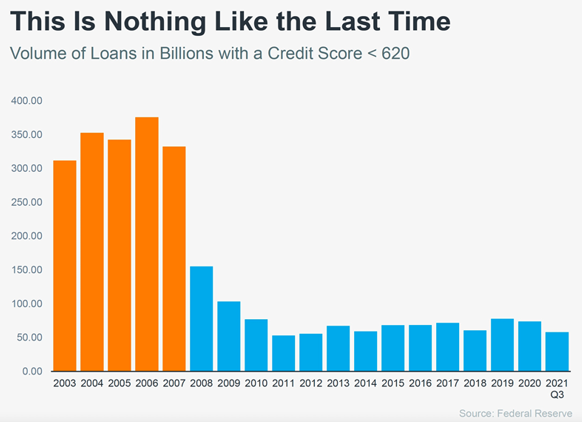 This Is Nothing Like the Last Time
Volume of Loans in Billions with a Credit Score < 620
400.00
350.00
300.00
250.00
200.00
150.00
100.00
50.00
0.00
2003 2004 2005 2006 2007 2008 2009 2010 2011 2012 2013 2014 2015 2016 2017 2018 2019 2020 2021
Q3
Source: Federal Reserve